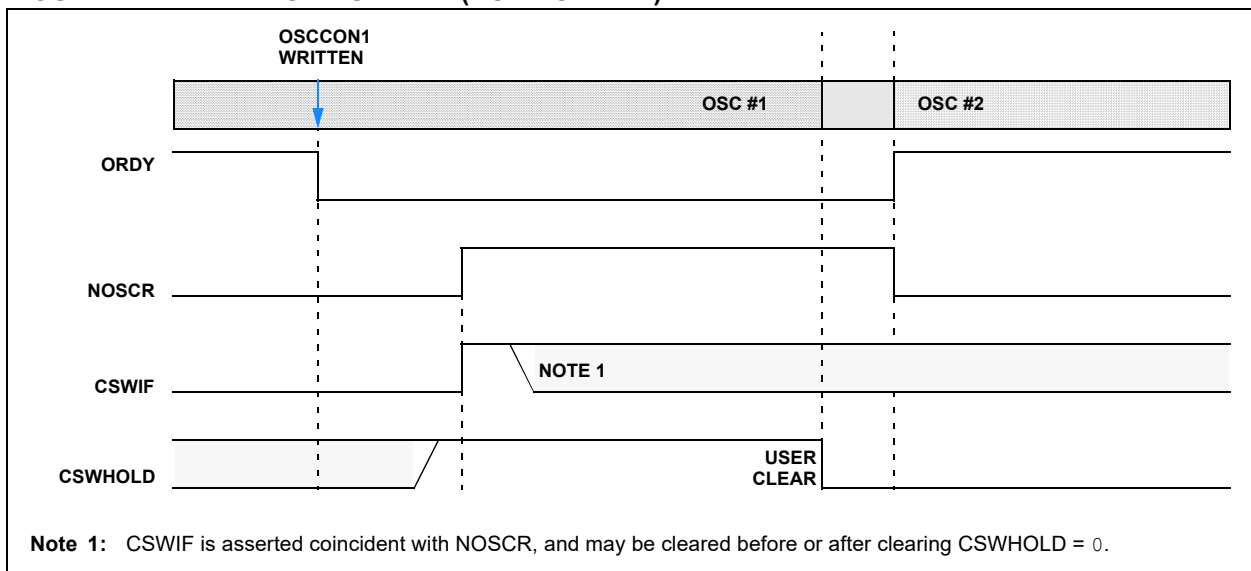 OSCCON1
WRITTEN
OSC #1
OSC #2
ORDY
NOSCR
CSWIF
NOTE 1
CSWHOLD
USER
CLEAR
Note 1: CSWIF is asserted coincident with NOSCR, and may be cleared before or after clearing CSWHOLD = 0.